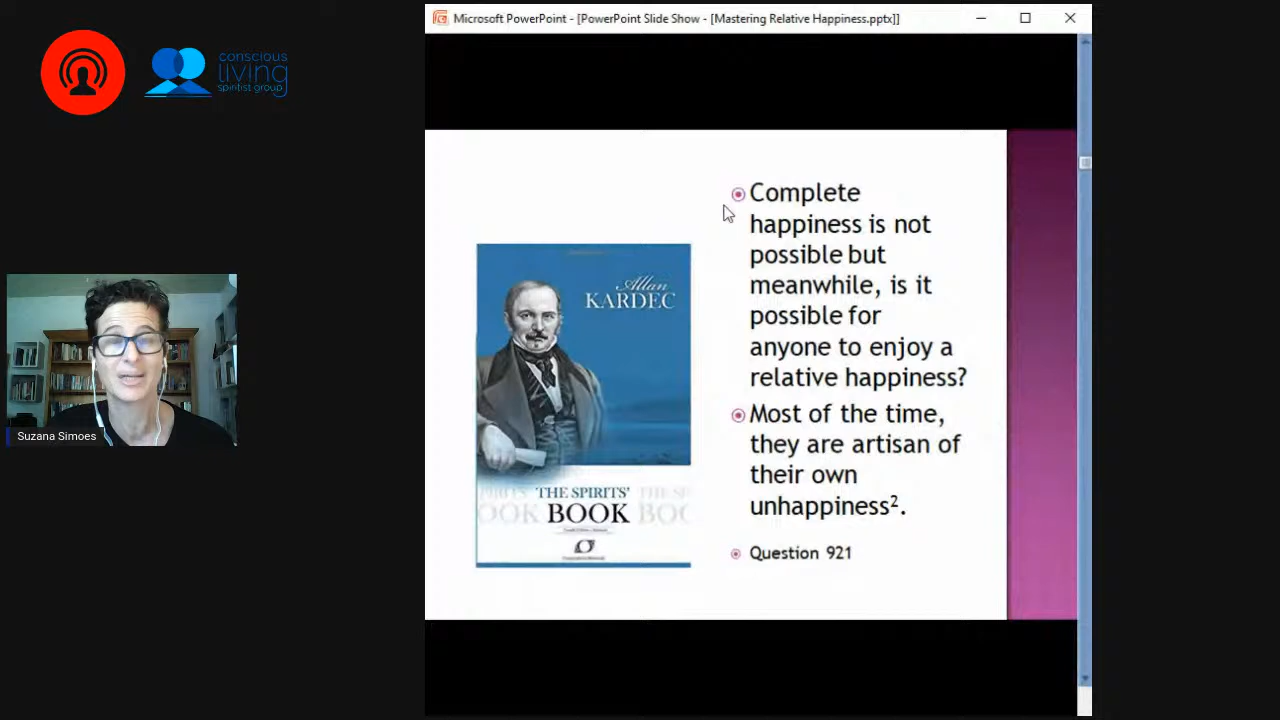 Microsoft PowerPoint - [PowerPoint Slide Show - [Mastering Relative Happiness.pptx]]
conscious
living
spiritist group
Suzana Simoes
Allan
KARDEC
THE SPIRITS'
BOOK
Complete
happiness is not
possible but
meanwhile, is it
possible for
anyone to enjoy a
relative happiness?
Most of the time,
they are artisan of
their own
unhappiness².
Question 921